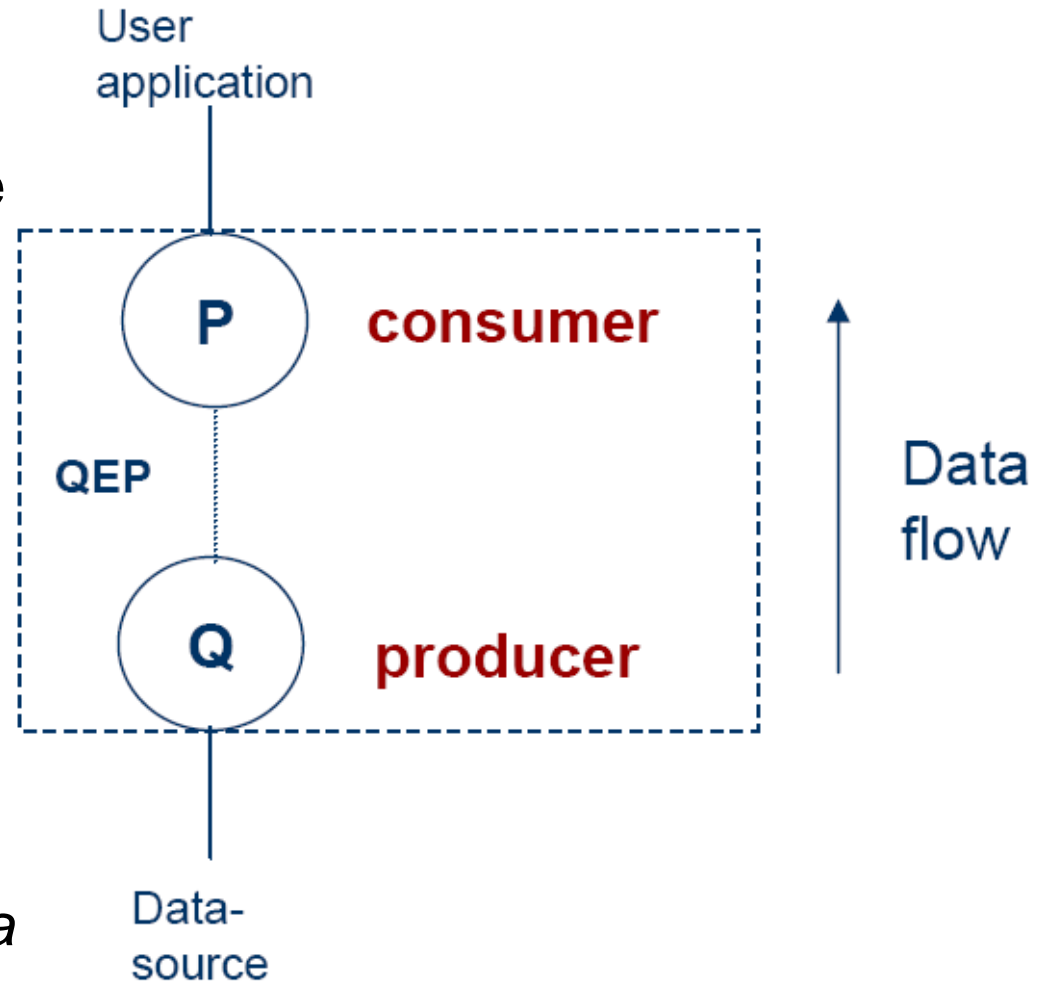 User
application
e
P
consumer
QEP
Data
flow
Q
producer
Data-
source
a